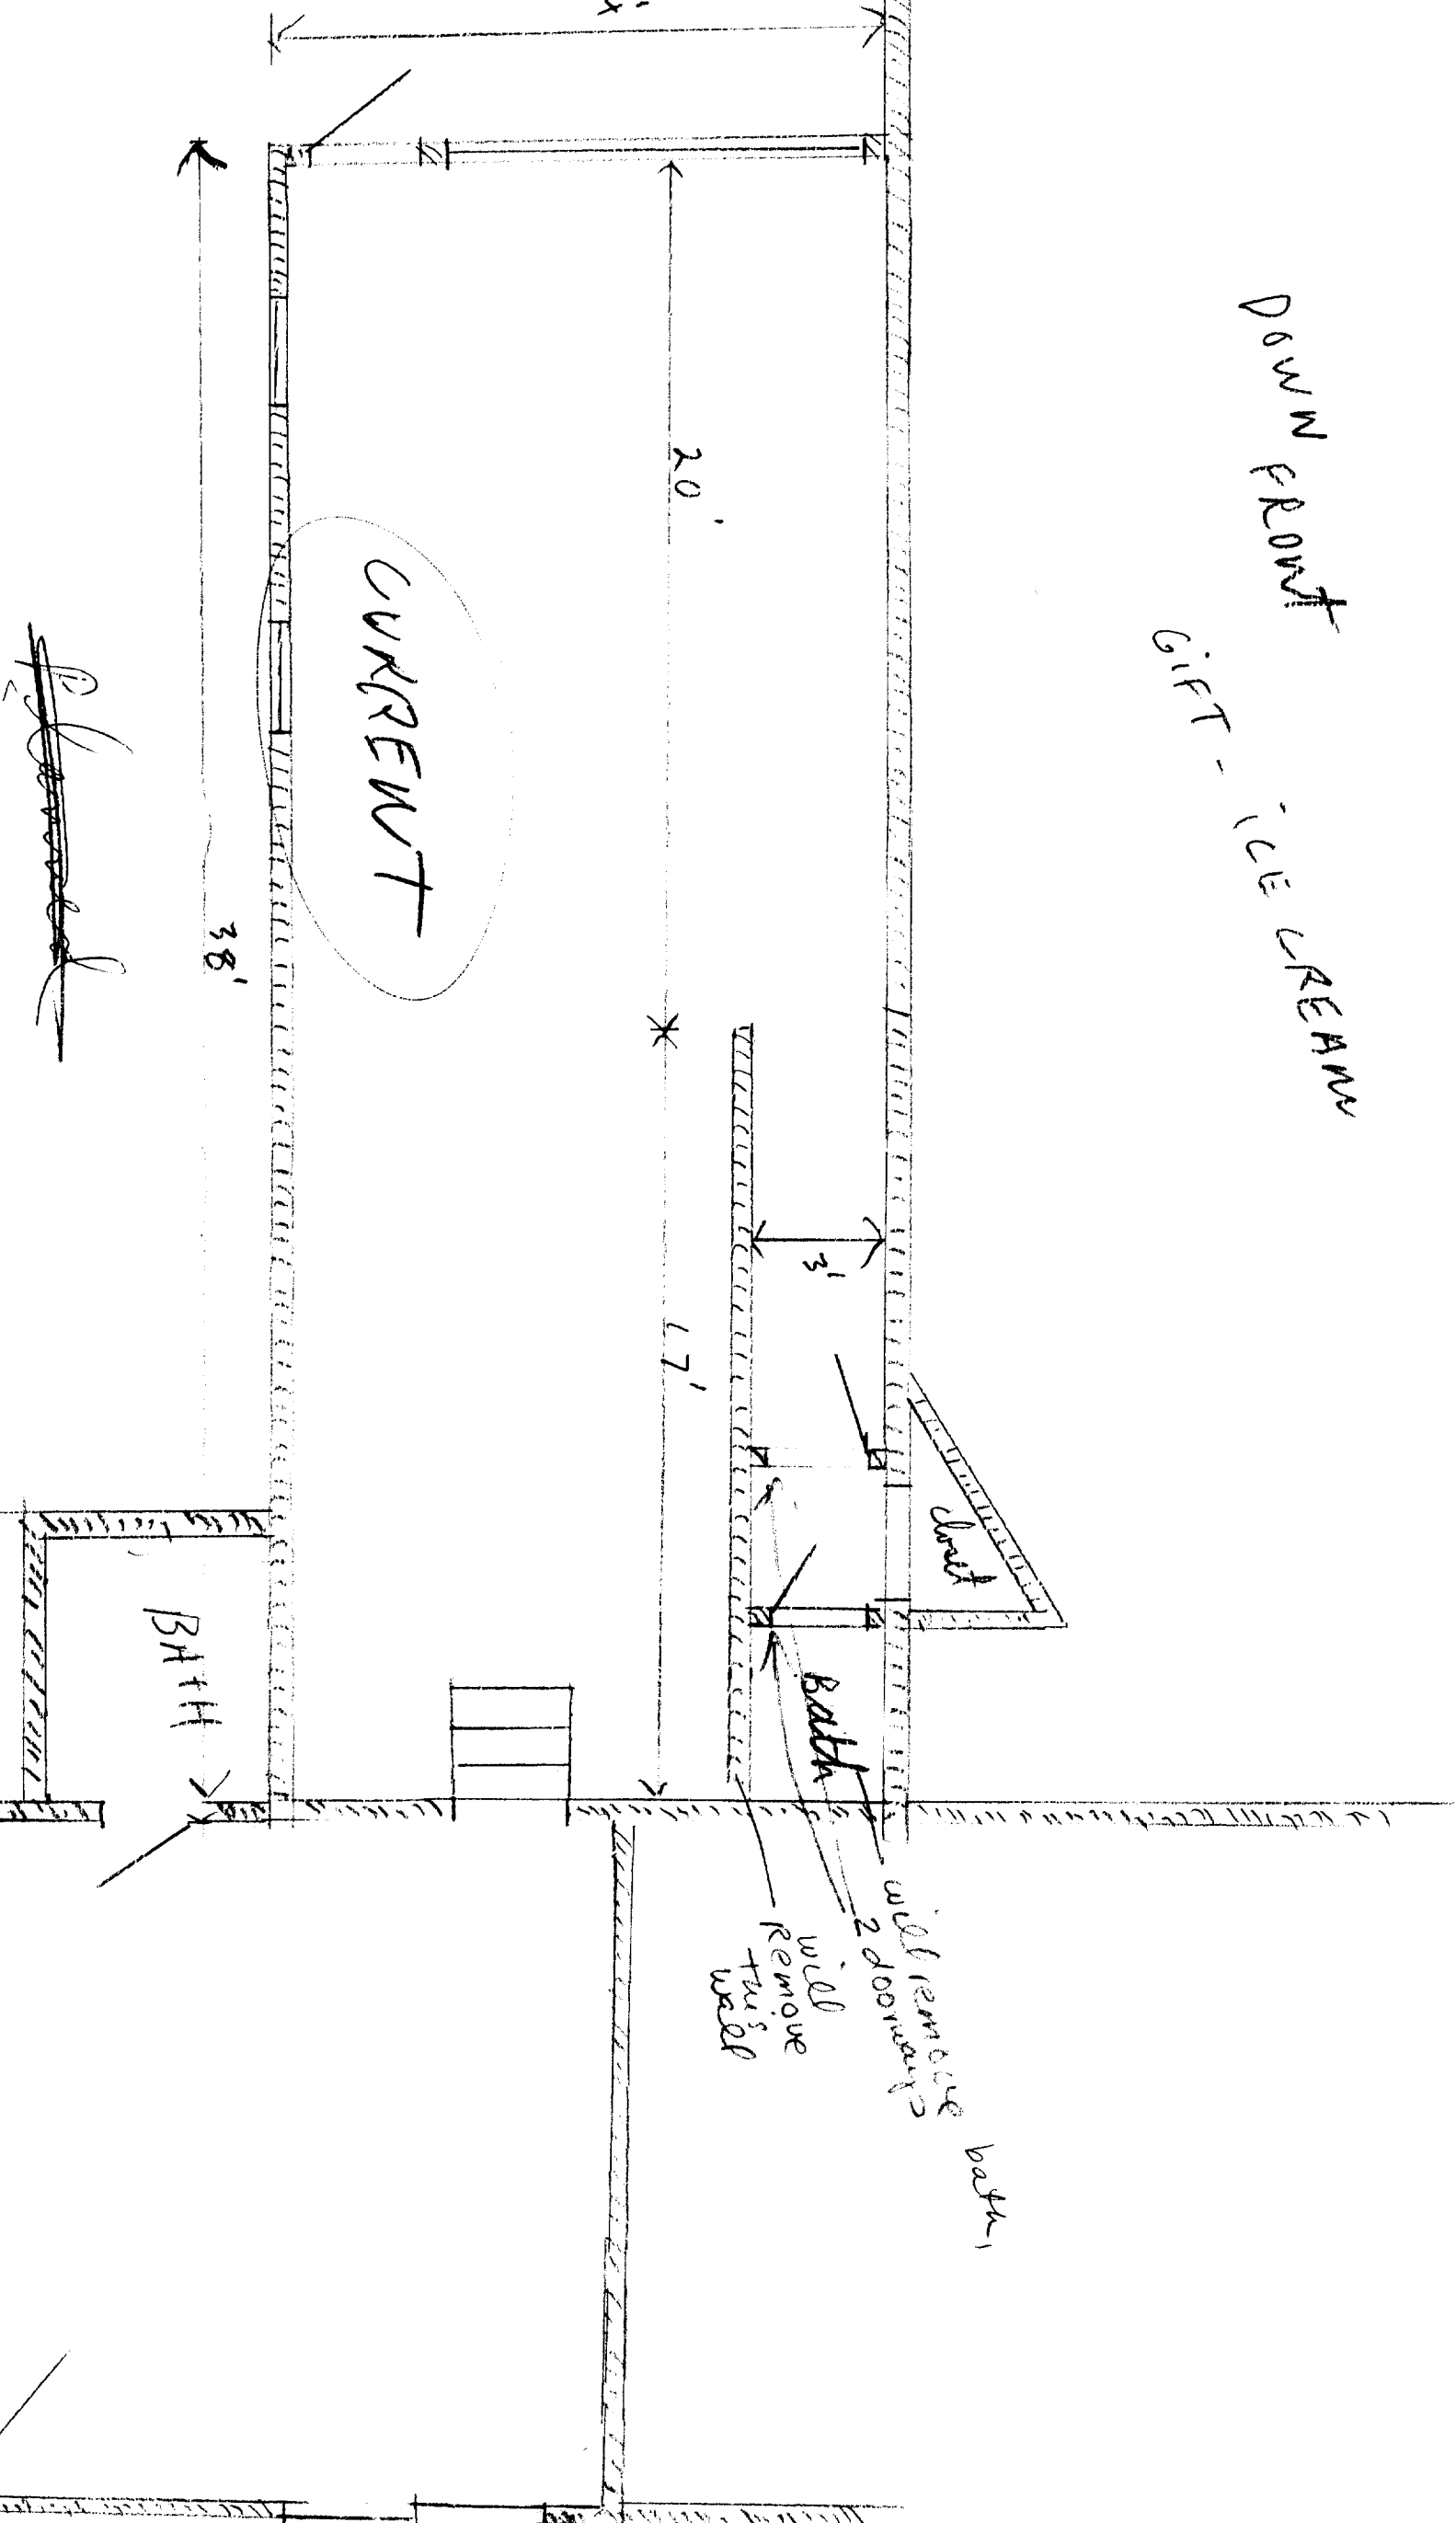 DOWN FRONT
GIFT - iCE CREAM
20'
CURRENT
38'
3'
17'
closet
Bath
BATH
will remove bath,
2 doorways
will
Remove
this
wall